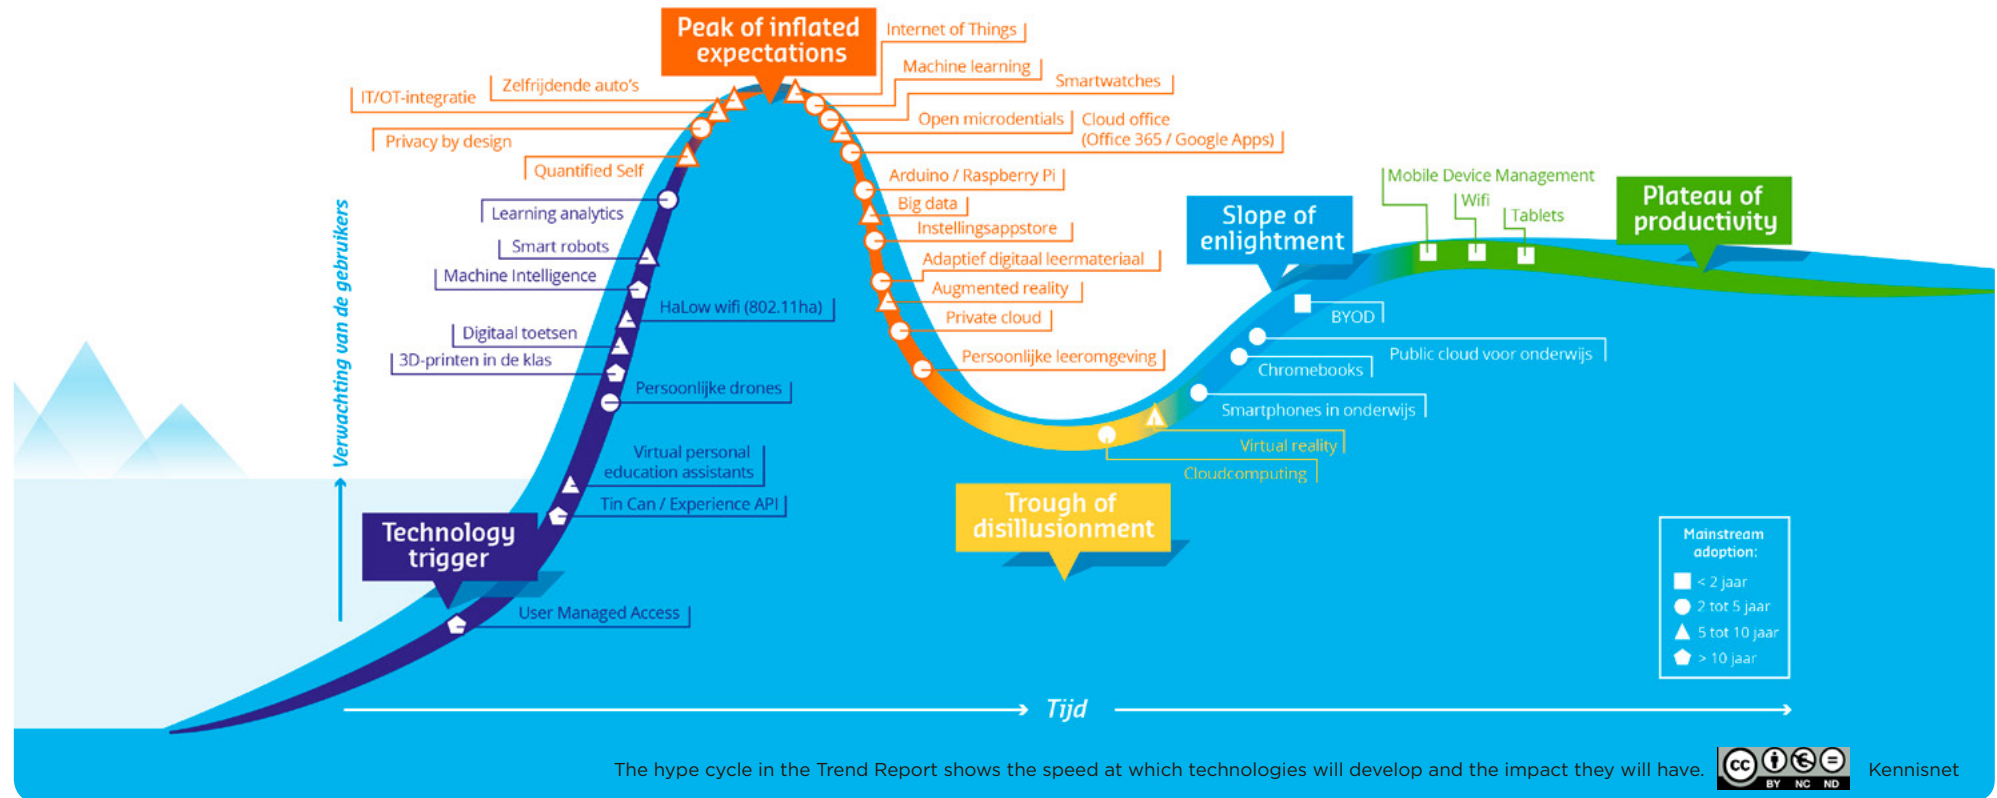 Peak of inflated
expectations
Internet of Things
Machine learning
Smartwatches
Open microdentials
Cloud office
(Office 365 / Google Apps)
Zelfrijdende auto's
IT/OT-integratie
Privacy by design
Quantified Self
Learning analytics
Smart robots
Machine Intelligence
HaLow wifi (802.11ha)
Digitaal toetsen
3D-printen in de klas
Persoonlijke drones
Virtual personal
education assistants
Tin Can / Experience API
Technology
trigger
User Managed Access
Verwachting van de gebruikers
Arduino / Raspberry Pi
Big data
Instellingsappstore
Adaptief digitaal leermateriaal
Augmented reality
Private cloud
Persoonlijke leeromgeving
Trough of
disillusionment
Cloudcomputing
Virtual reality
Smartphones in onderwijs
Chromebooks
Public cloud voor onderwijs
BYOD
Slope of
enlightment
Mobile Device Management
Wifi
Tablets
Plateau of
productivity
Mainstream
adoption:
< 2 jaar
2 tot 5 jaar
5 tot 10 jaar
> 10 jaar
Tijd
The hype cycle in the Trend Report shows the speed at which technologies will develop and the impact they will have.
cc
BY NC ND
Kennisnet